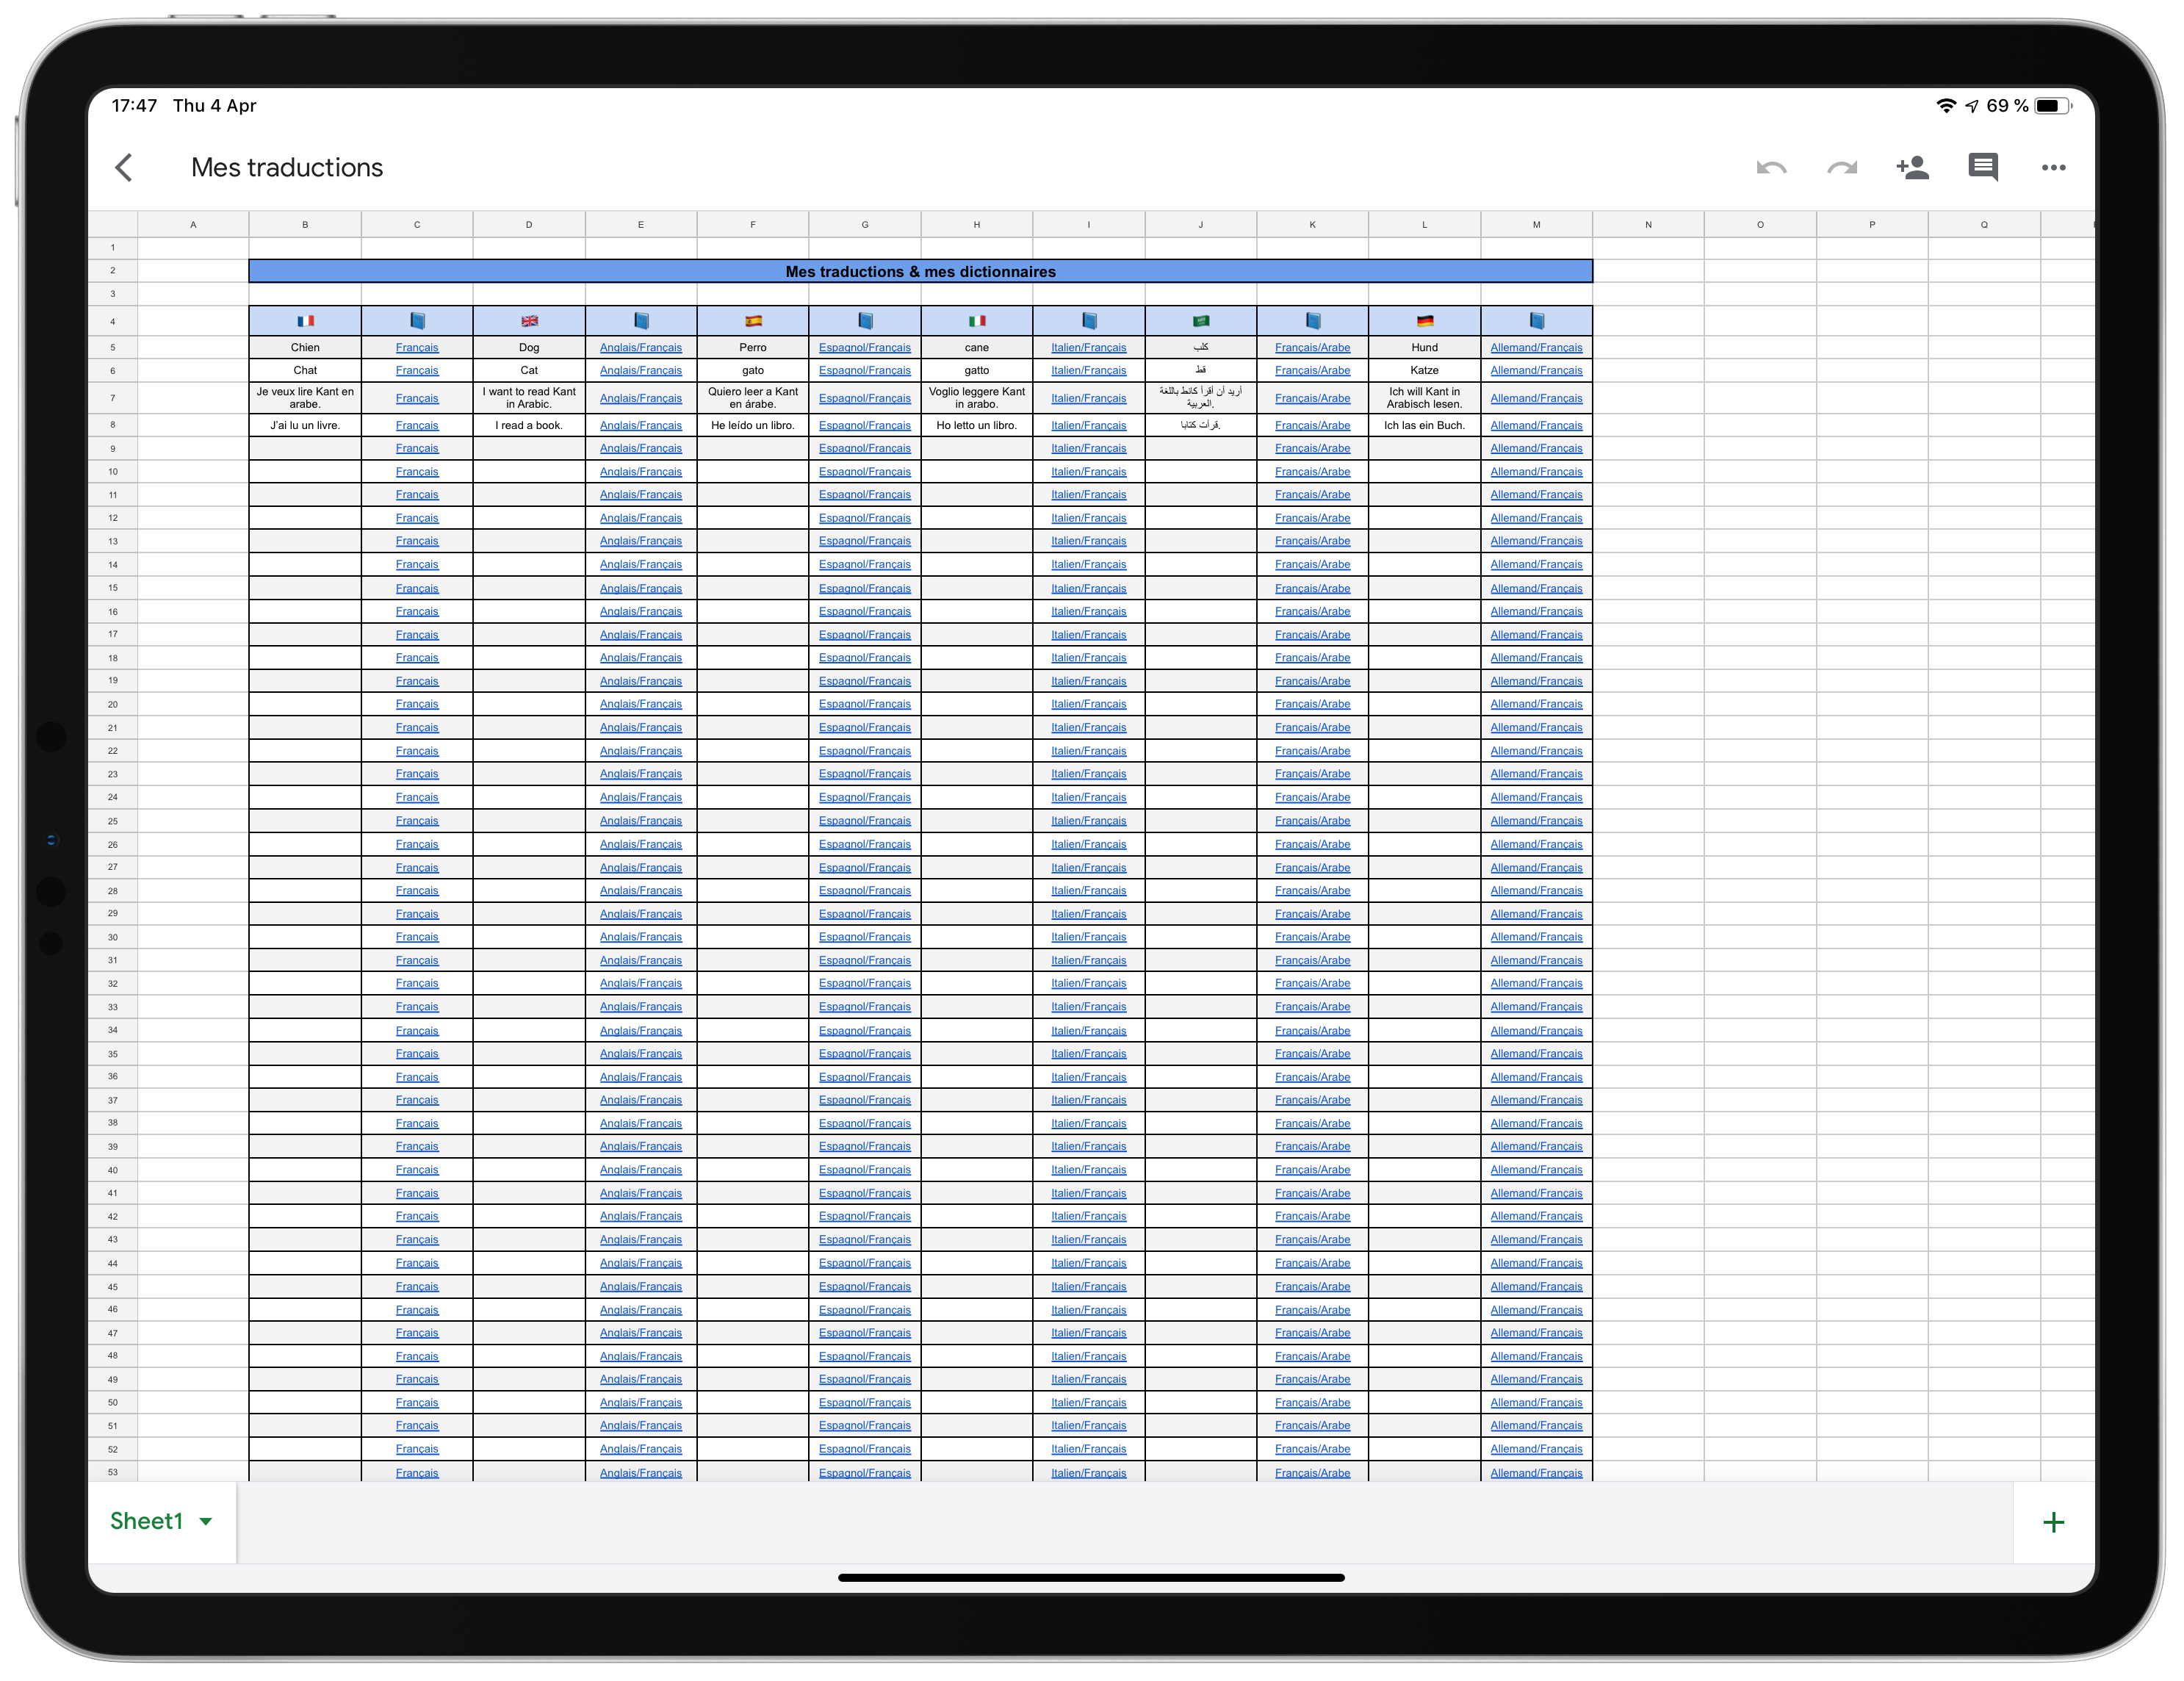 17:47 Thu 4 Apr 69 %
Mes traductions
A B C D E F G H I J K L M N O P Q
1
2 Mes traductions & mes dictionnaires
3
4
5 Chien Français Dog Anglais/Français Perro Espagnol/Français cane Italien/Français كلب Français/Arabe Hund Allemand/Français
6 Chat Français Cat Anglais/Français gato Espagnol/Français gatto Italien/Français قط Français/Arabe Katze Allemand/Français
7 Je veux lire Kant en arabe. Français I want to read Kant in Arabic. Anglais/Français Quiero leer a Kant en árabe. Espagnol/Français Voglio leggere Kant in arabo. Italien/Français أريد أن أقرأ كانط باللغة العربية. Français/Arabe Ich will Kant in Arabisch lesen. Allemand/Français
8 J'ai lu un livre. Français I read a book. Anglais/Français He leído un libro. Espagnol/Français Ho letto un libro. Italien/Français قرأت كتابا. Français/Arabe Ich las ein Buch. Allemand/Français
9 Français Anglais/Français Espagnol/Français Italien/Français Français/Arabe Allemand/Français
10 Français Anglais/Français Espagnol/Français Italien/Français Français/Arabe Allemand/Français
11 Français Anglais/Français Espagnol/Français Italien/Français Français/Arabe Allemand/Français
12 Français Anglais/Français Espagnol/Français Italien/Français Français/Arabe Allemand/Français
13 Français Anglais/Français Espagnol/Français Italien/Français Français/Arabe Allemand/Français
14 Français Anglais/Français Espagnol/Français Italien/Français Français/Arabe Allemand/Français
15 Français Anglais/Français Espagnol/Français Italien/Français Français/Arabe Allemand/Français
16 Français Anglais/Français Espagnol/Français Italien/Français Français/Arabe Allemand/Français
17 Français Anglais/Français Espagnol/Français Italien/Français Français/Arabe Allemand/Français
18 Français Anglais/Français Espagnol/Français Italien/Français Français/Arabe Allemand/Français
19 Français Anglais/Français Espagnol/Français Italien/Français Français/Arabe Allemand/Français
20 Français Anglais/Français Espagnol/Français Italien/Français Français/Arabe Allemand/Français
21 Français Anglais/Français Espagnol/Français Italien/Français Français/Arabe Allemand/Français
22 Français Anglais/Français Espagnol/Français Italien/Français Français/Arabe Allemand/Français
23 Français Anglais/Français Espagnol/Français Italien/Français Français/Arabe Allemand/Français
24 Français Anglais/Français Espagnol/Français Italien/Français Français/Arabe Allemand/Français
25 Français Anglais/Français Espagnol/Français Italien/Français Français/Arabe Allemand/Français
26 Français Anglais/Français Espagnol/Français Italien/Français Français/Arabe Allemand/Français
27 Français Anglais/Français Espagnol/Français Italien/Français Français/Arabe Allemand/Français
28 Français Anglais/Français Espagnol/Français Italien/Français Français/Arabe Allemand/Français
29 Français Anglais/Français Espagnol/Français Italien/Français Français/Arabe Allemand/Français
30 Français Anglais/Français Espagnol/Français Italien/Français Français/Arabe Allemand/Français
31 Français Anglais/Français Espagnol/Français Italien/Français Français/Arabe Allemand/Français
32 Français Anglais/Français Espagnol/Français Italien/Français Français/Arabe Allemand/Français
33 Français Anglais/Français Espagnol/Français Italien/Français Français/Arabe Allemand/Français
34 Français Anglais/Français Espagnol/Français Italien/Français Français/Arabe Allemand/Français
35 Français Anglais/Français Espagnol/Français Italien/Français Français/Arabe Allemand/Français
36 Français Anglais/Français Espagnol/Français Italien/Français Français/Arabe Allemand/Français
37 Français Anglais/Français Espagnol/Français Italien/Français Français/Arabe Allemand/Français
38 Français Anglais/Français Espagnol/Français Italien/Français Français/Arabe Allemand/Français
39 Français Anglais/Français Espagnol/Français Italien/Français Français/Arabe Allemand/Français
40 Français Anglais/Français Espagnol/Français Italien/Français Français/Arabe Allemand/Français
41 Français Anglais/Français Espagnol/Français Italien/Français Français/Arabe Allemand/Français
42 Français Anglais/Français Espagnol/Français Italien/Français Français/Arabe Allemand/Français
43 Français Anglais/Français Espagnol/Français Italien/Français Français/Arabe Allemand/Français
44 Français Anglais/Français Espagnol/Français Italien/Français Français/Arabe Allemand/Français
45 Français Anglais/Français Espagnol/Français Italien/Français Français/Arabe Allemand/Français
46 Français Anglais/Français Espagnol/Français Italien/Français Français/Arabe Allemand/Français
47 Français Anglais/Français Espagnol/Français Italien/Français Français/Arabe Allemand/Français
48 Français Anglais/Français Espagnol/Français Italien/Français Français/Arabe Allemand/Français
49 Français Anglais/Français Espagnol/Français Italien/Français Français/Arabe Allemand/Français
50 Français Anglais/Français Espagnol/Français Italien/Français Français/Arabe Allemand/Français
51 Français Anglais/Français Espagnol/Français Italien/Français Français/Arabe Allemand/Français
52 Français Anglais/Français Espagnol/Français Italien/Français Français/Arabe Allemand/Français
53 Français Anglais/Français Espagnol/Français Italien/Français Français/Arabe Allemand/Français
Sheet1